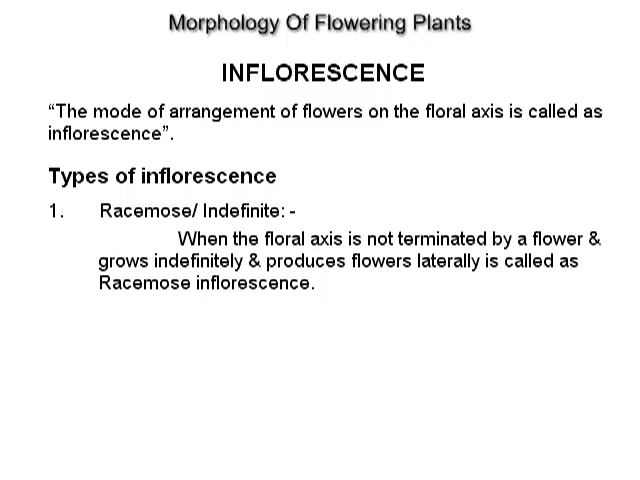 Morphology Of Flowering Plants
INFLORESCENCE
“The mode of arrangement of flowers on the floral axis is called as
inflorescence”.
Types of inflorescence
1. Racemose/ Indefinite: -
When the floral axis is not terminated by a flower &
grows indefinitely & produces flowers laterally is called as
Racemose inflorescence.